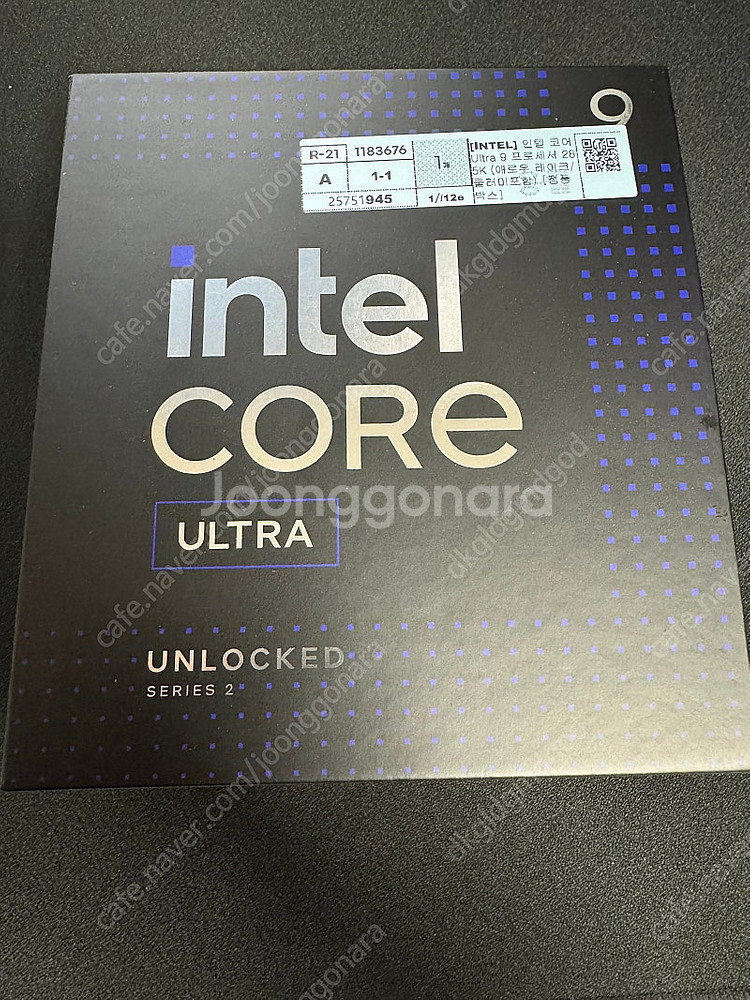 9
R-21 1183676
A 1-1
25751945
1개
1//12e
[INTEL] 인텔 코어
Ultra 9 프로세서 28
5K (애로우 레이크/
쿨러미포함) [정품
박스]
intel
CORe
ULTRA
Joonggonara
UNLOCKED
SERIES 2
cafe.naver.com/joonggonara
dkgldgdgod